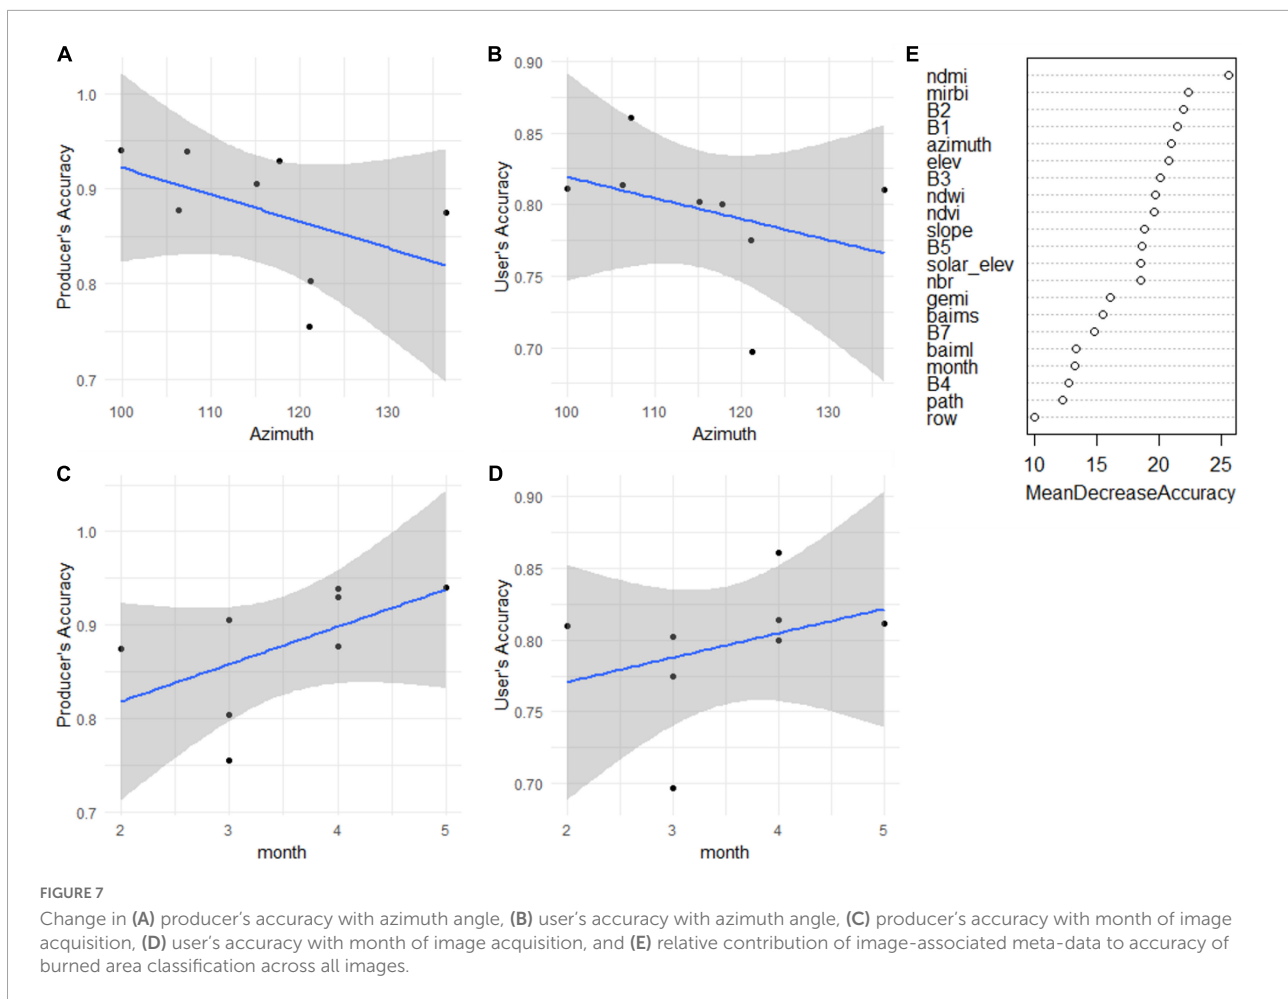 A
Producer's Accuracy
1.0
0.9
0.8
0.7
100 110 120 130
Azimuth
B
User's Accuracy
0.90
0.85
0.80
0.75
0.70
100 110 120 130
Azimuth
E
ndmi
mirbi
B2
B1
azimuth
elev
B3
ndwi
ndvi
slope
B5
solar_elev
nbr
gemi
baims
B7
baiml
month
B4
path
row
10 15 20 25
MeanDecreaseAccuracy
C
Producer's Accuracy
1.0
0.9
0.8
0.7
2 3 4 5
month
D
User's Accuracy
0.90
0.85
0.80
0.75
0.70
2 3 4 5
month
FIGURE 7
Change in (A) producer's accuracy with azimuth angle, (B) user's accuracy with azimuth angle, (C) producer's accuracy with month of image
acquisition, (D) user's accuracy with month of image acquisition, and (E) relative contribution of image-associated meta-data to accuracy of
burned area classification across all images.